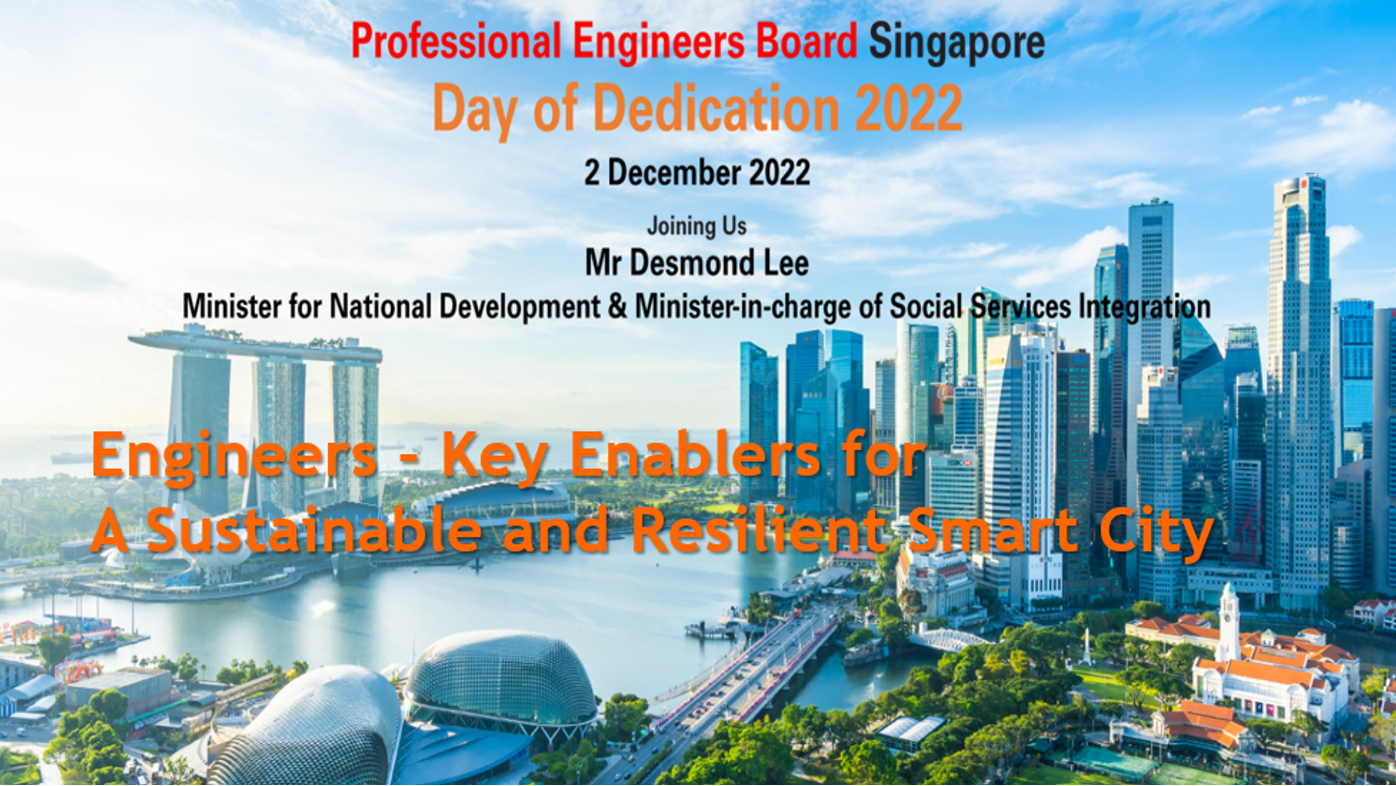 Professional Engineers Board Singapore
Day of Dedication 2022
2 December 2022
Joining Us
Mr Desmond Lee
Minister for National Development & Minister-in-charge of Social Services Integration
Engineers - Key Enablers for
A Sustainable and Resilient Smart City